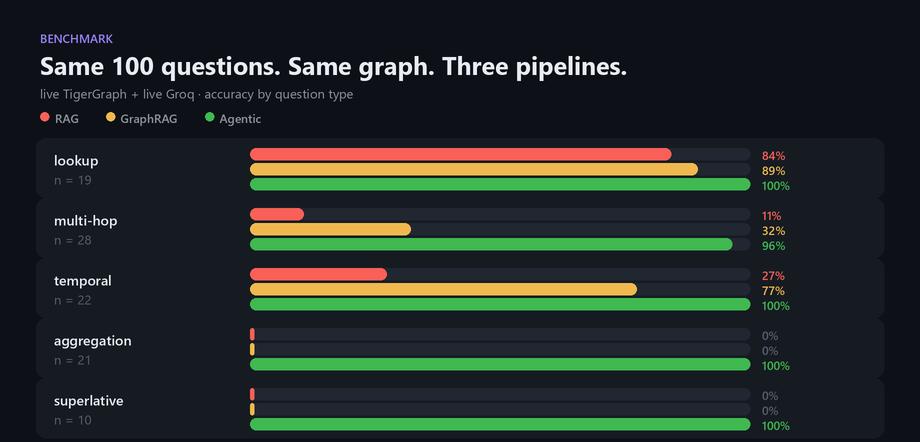 BENCHMARK
Same 100 questions. Same graph. Three pipelines.
live TigerGraph + live Groq · accuracy by question type
RAG GraphRAG Agentic
lookup
n = 19
84%
89%
100%
multi-hop
n = 28
11%
32%
96%
temporal
n = 22
27%
77%
100%
aggregation
n = 21
0%
0%
100%
superlative
n = 10
0%
0%
100%